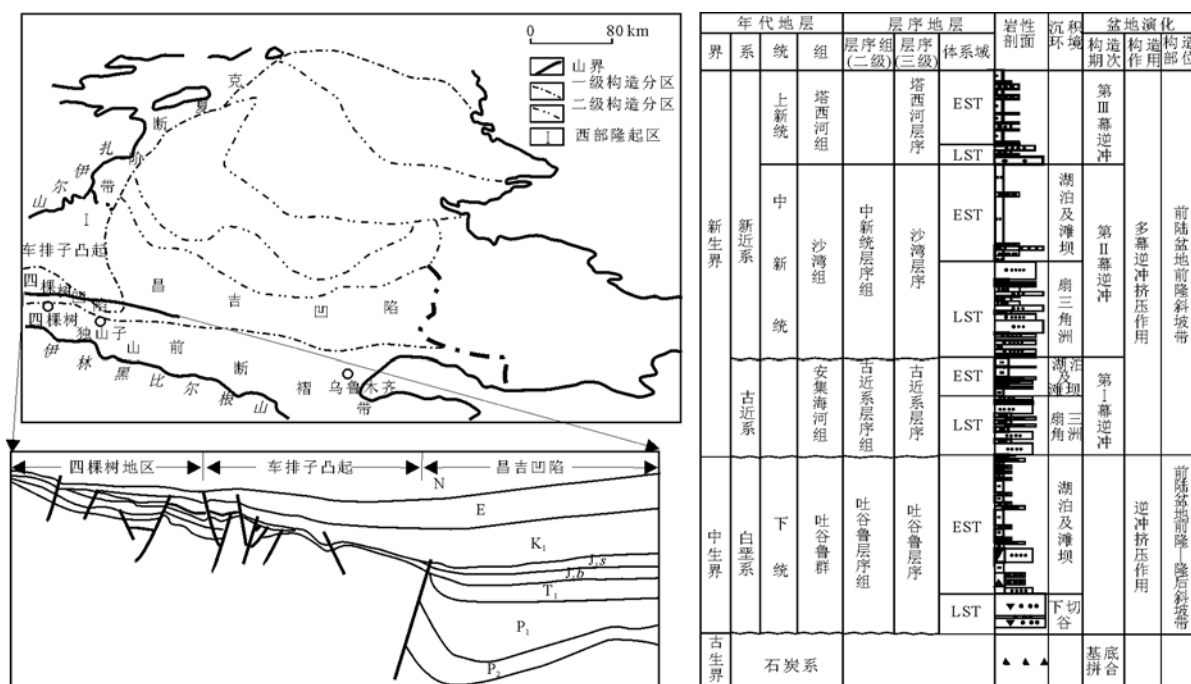 0 80 km
山界
一级构造分区
二级构造分区
I 西部隆起区
克
夏
断
阶
带
扎
伊
尔
山
I
车排子凸起
四棵树凹陷
四棵树
独山子
昌吉凹陷
山前断褶带
乌鲁木齐
伊林黑比尔根山
四棵树地区 车排子凸起 昌吉凹陷
N
E
K₁
J₁s
J₁b
T₁
P₁
P₂
年代地层 层序地层 岩性剖面 沉积环境 盆地演化
界 系 统 组 层序组(二级) 层序(三级) 体系域 构造期次 构造作用 构造部位
新生界 新近系 上新统 塔西河组 塔西河层序 EST 第Ⅲ幕逆冲
LST
中新统 沙湾组 中新统层序组 沙湾层序 EST 湖泊及滩坝 第Ⅱ幕逆冲 多幕逆冲挤压作用 前陆盆地前隆斜坡带
LST 扇三角洲
古近系 安集海河组 古近系层序组 古近系层序 EST 湖泊及滩坝 第Ⅰ幕逆冲
LST 扇三角洲
中生界 白垩系 下统 吐谷鲁群 吐谷鲁层序组 吐谷鲁层序 EST 湖泊及滩坝 逆冲挤压作用 前陆盆地前隆—隆后斜坡带
LST 下切谷
古生界 石炭系 基底拼合